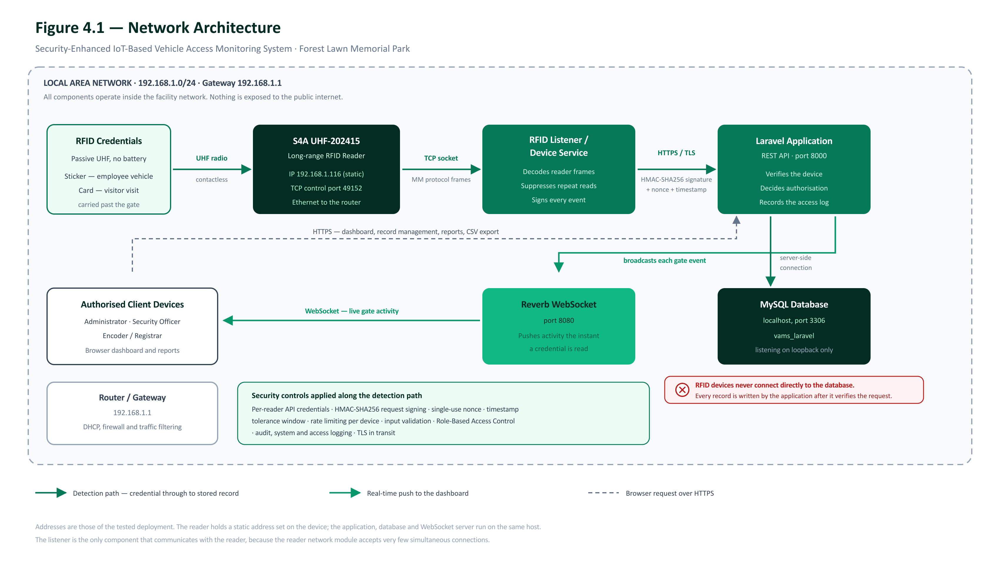 Figure 4.1 — Network Architecture
Security-Enhanced IoT-Based Vehicle Access Monitoring System · Forest Lawn Memorial Park
LOCAL AREA NETWORK · 192.168.1.0/24 · Gateway 192.168.1.1
All components operate inside the facility network. Nothing is exposed to the public internet.
RFID Credentials
Passive UHF, no battery
Sticker — employee vehicle
Card — visitor visit
carried past the gate
UHF radio
contactless
S4A UHF-202415
Long-range RFID Reader
IP 192.168.1.116 (static)
TCP control port 49152
Ethernet to the router
TCP socket
MM protocol frames
RFID Listener /
Device Service
Decodes reader frames
Suppresses repeat reads
Signs every event
HTTPS / TLS
HMAC-SHA256 signature
+ nonce + timestamp
Laravel Application
REST API · port 8000
Verifies the device
Decides authorisation
Records the access log
HTTPS — dashboard, record management, reports, CSV export
broadcasts each gate event
server-side
connection
Authorised Client Devices
Administrator · Security Officer
Encoder / Registrar
Browser dashboard and reports
WebSocket — live gate activity
Reverb WebSocket
port 8080
Pushes activity the instant
a credential is read
MySQL Database
localhost, port 3306
vams_laravel
listening on loopback only
Router / Gateway
192.168.1.1
DHCP, firewall and traffic filtering
Security controls applied along the detection path
Per-reader API credentials · HMAC-SHA256 request signing · single-use nonce · timestamp
tolerance window · rate limiting per device · input validation · Role-Based Access Control
· audit, system and access logging · TLS in transit
RFID devices never connect directly to the database.
Every record is written by the application after it verifies the request.
Detection path — credential through to stored record
Real-time push to the dashboard
Browser request over HTTPS
Addresses are those of the tested deployment. The reader holds a static address set on the device; the application, database and WebSocket server run on the same host.
The listener is the only component that communicates with the reader, because the reader network module accepts very few simultaneous connections.